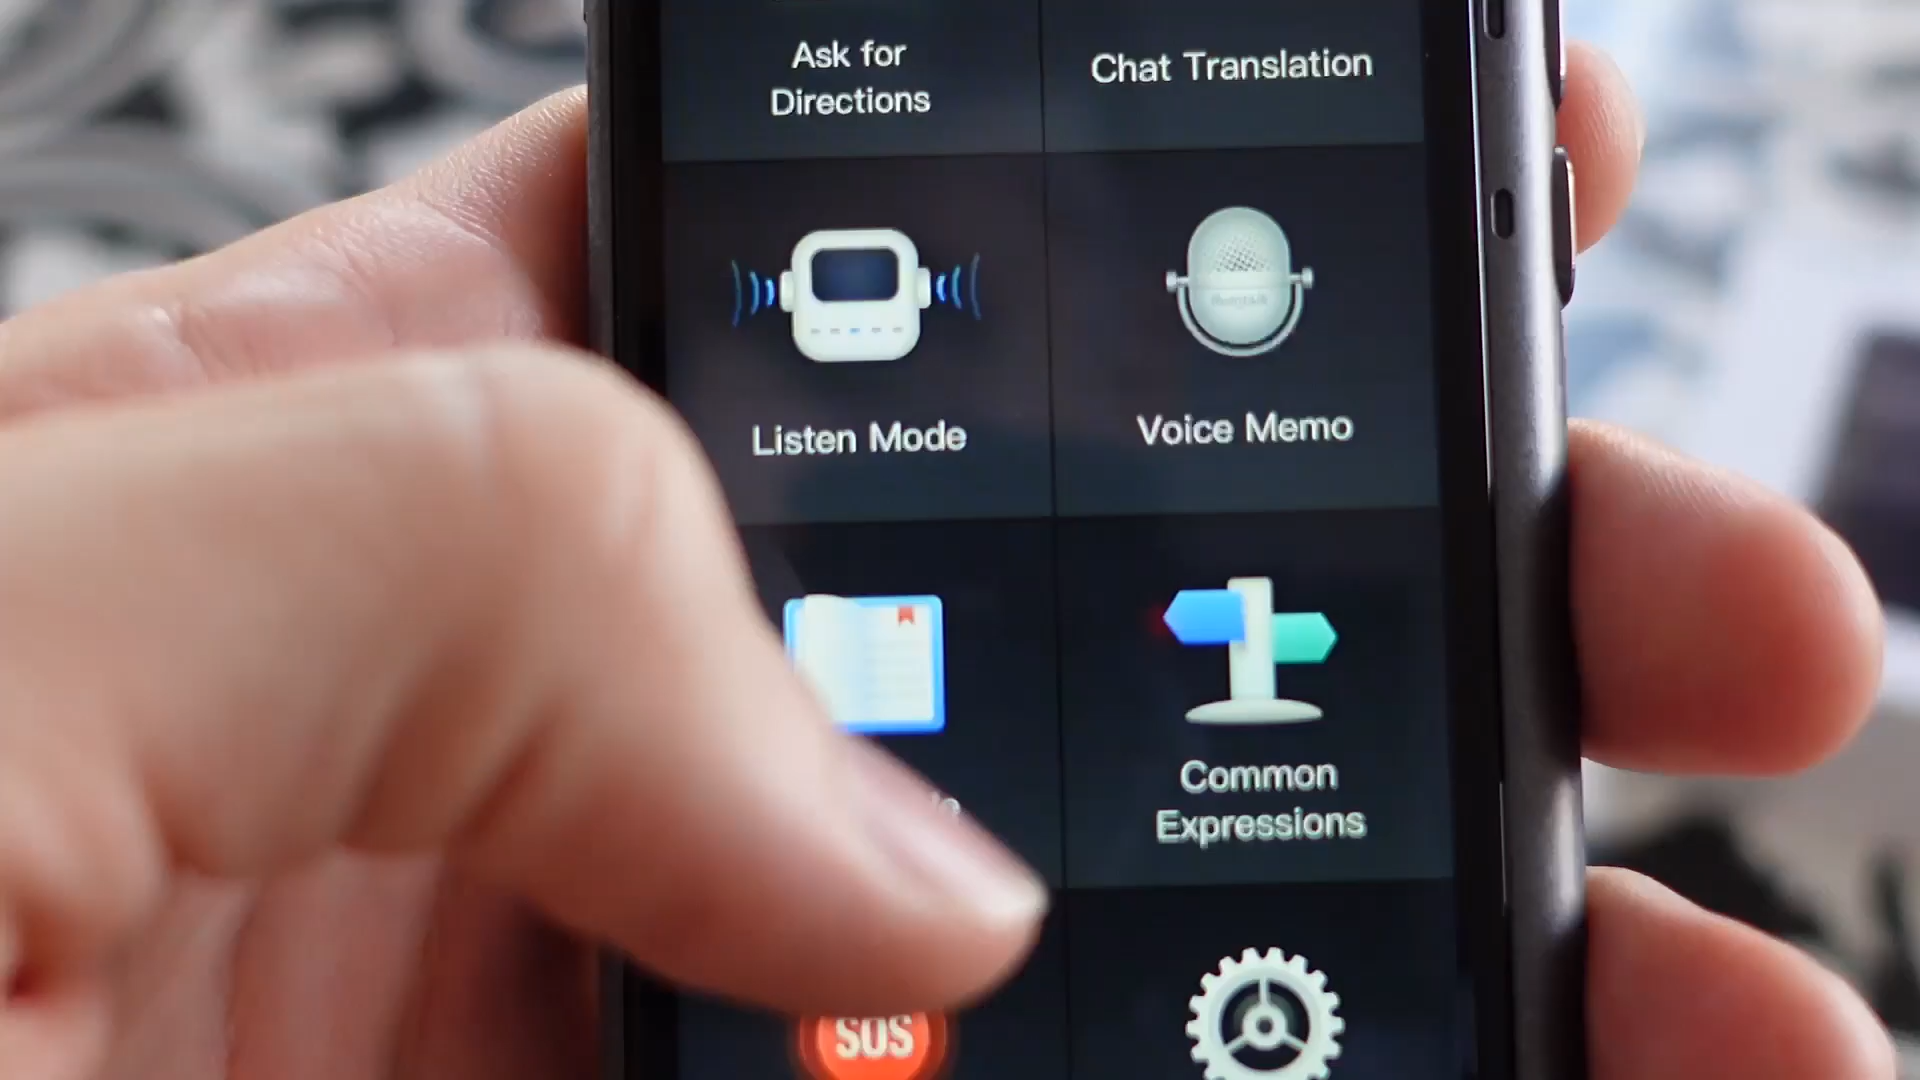 Ask for
Directions
Chat Translation
Listen Mode
Voice Memo
Common
Expressions
SOS